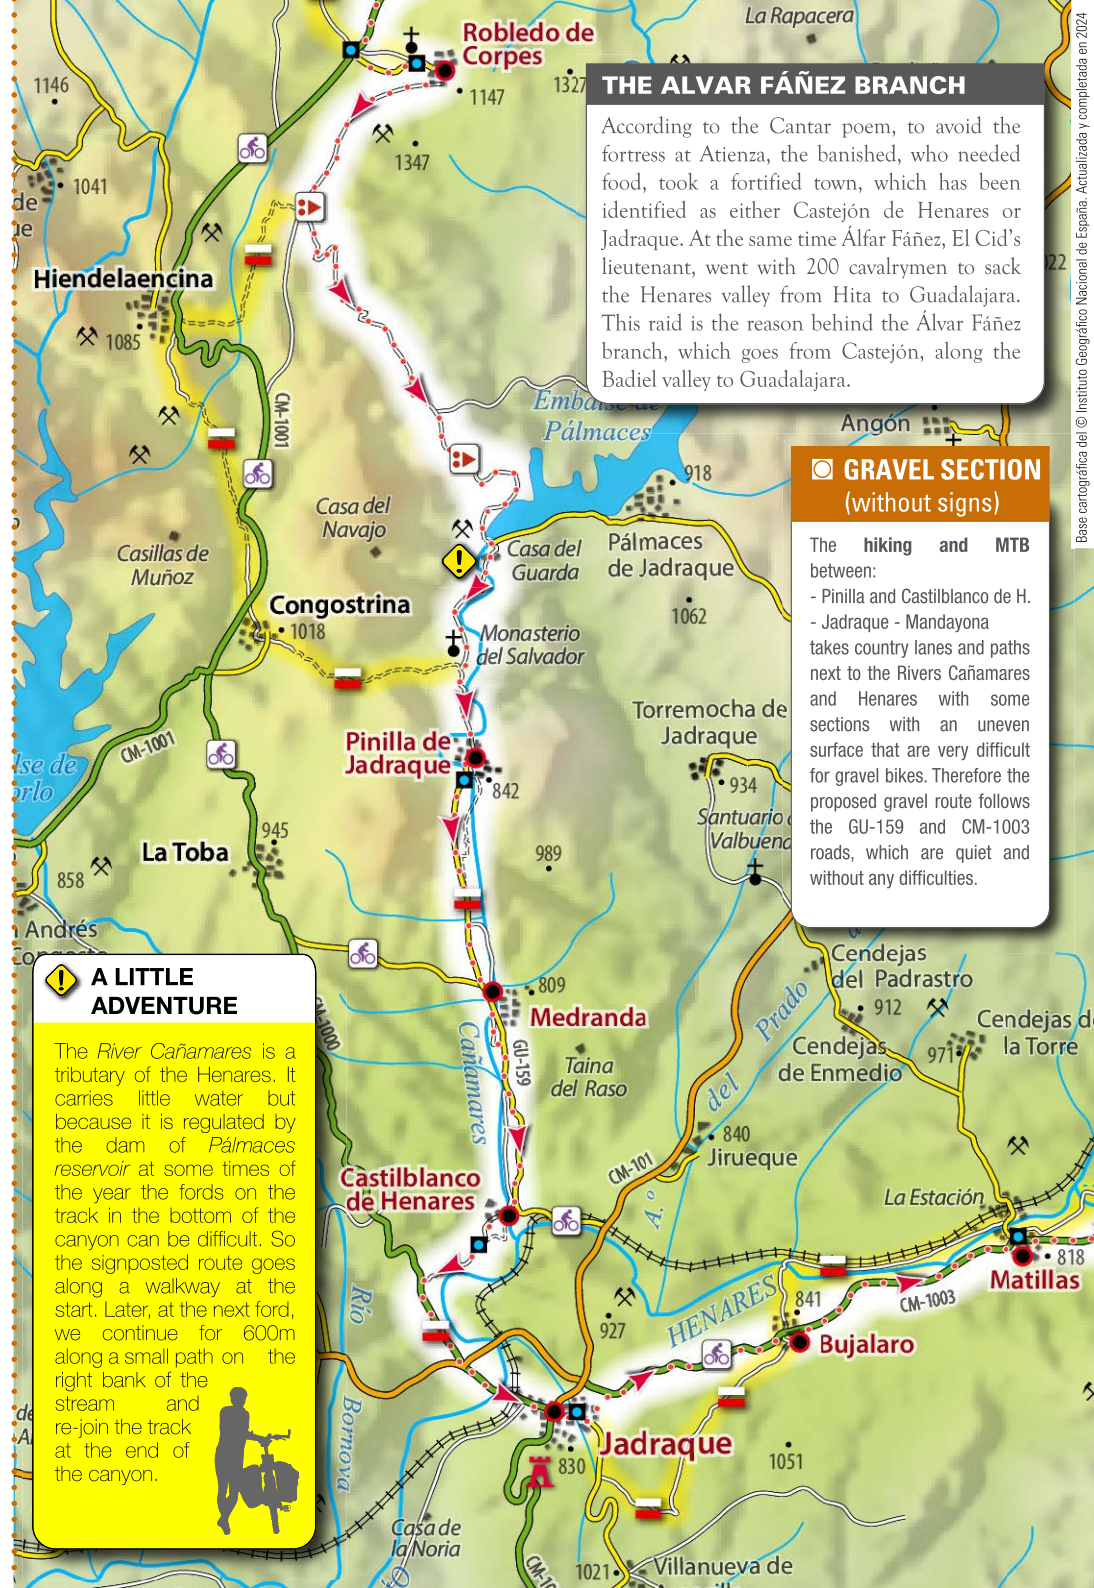 La Rapacera
Robledo de
Corpes
1146
1327
1147
1347
1041
de
ue
THE ALVAR FÁÑEZ BRANCH
According to the Cantar poem, to avoid the
fortress at Atienza, the banished, who needed
food, took a fortified town, which has been
identified as either Castejón de Henares or
Jadraque. At the same time Álfar Fáñez, El Cid's
lieutenant, went with 200 cavalrymen to sack
the Henares valley from Hita to Guadalajara.
This raid is the reason behind the Álvar Fáñez
branch, which goes from Castejón, along the
Badiel valley to Guadalajara.
Base cartográfica del © Instituto Geográfico Nacional de España. Actualizada y completada en 2024
022
Hiendelaencina
1085
CM-1001
Embalse de
Pálmaces
Angón
918
GRAVEL SECTION
(without signs)
The hiking and MTB
between:
- Pinilla and Castilblanco de H.
- Jadraque - Mandayona
takes country lanes and paths
next to the Rivers Cañamares
and Henares with some
sections with an uneven
surface that are very difficult
for gravel bikes. Therefore the
proposed gravel route follows
the GU-159 and CM-1003
roads, which are quiet and
without any difficulties.
Casa del
Navajo
Casillas de
Muñoz
Casa del
Guarda
Pálmaces
de Jadraque
1062
Congostrina
1018
Monasterio
del Salvador
Torremocha de
Jadraque
934
CM-1001
Pinilla de
Jadraque
842
lse de
orlo
Santuario
Valbuena
945
La Toba
989
858
Andrés
Congosto
Cendejas
del Padrastro
912
809
Medranda
CM-1000
Cañamares
GU-159
Taina
del Raso
Prado
del
A.º
Cendejas
de Enmedio
Cendejas de
la Torre
971
840
Jirueque
CM-101
A LITTLE
ADVENTURE
The River Cañamares is a
tributary of the Henares. It
carries little water but
because it is regulated by
the dam of Pálmaces
reservoir at some times of
the year the fords on the
track in the bottom of the
canyon can be difficult. So
the signposted route goes
along a walkway at the
start. Later, at the next ford,
we continue for 600m
along a small path on the
right bank of the
stream and
re-join the track
at the end of
the canyon.
Castilblanco
de Henares
La Estación
818
Matillas
CM-1003
HENARES
841
Bujalaro
927
Río
Bornova
de
Jadraque
830
1051
Casa de
la Noria
1021
Villanueva de